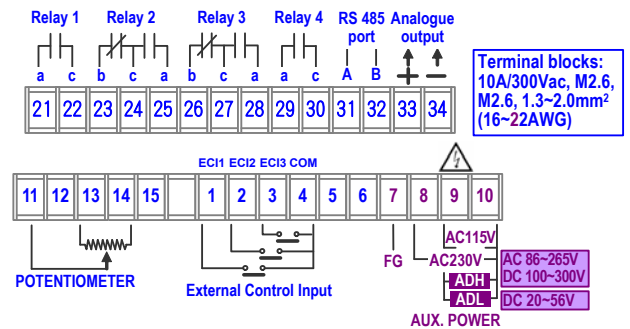 Relay 1 Relay 2 Relay 3 Relay 4 RS 485 port Analogue output
a c b c a b c a a c A B + −
21 22 23 24 25 26 27 28 29 30 31 32 33 34
Terminal blocks:
10A/300Vac, M2.6,
M2.6, 1.3~2.0mm²
(16~22AWG)
ECI1 ECI2 ECI3 COM
11 12 13 14 15 1 2 3 4 5 6 7 8 9 10
POTENTIOMETER
External Control Input
FG
AC115V
AC230V
AC 86~265V
DC 100~300V
ADH
ADL
DC 20~56V
AUX. POWER